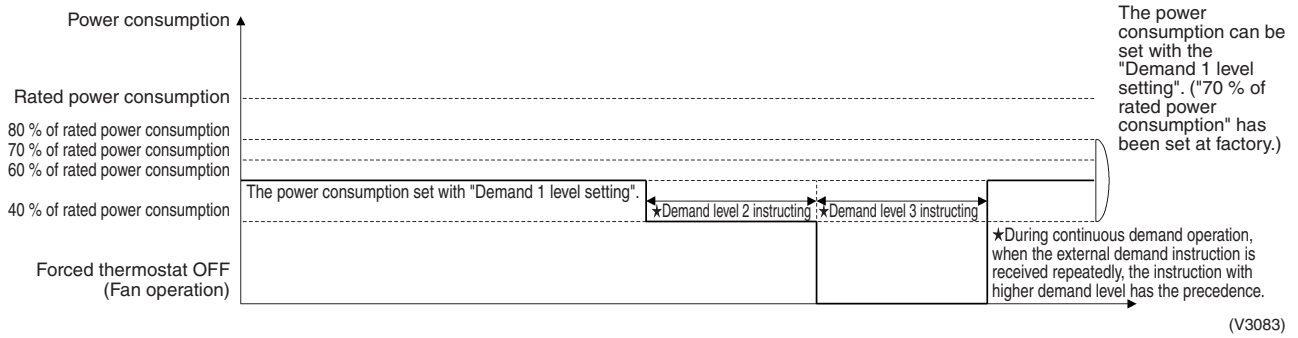 Power consumption
Rated power consumption
80 % of rated power consumption
70 % of rated power consumption
60 % of rated power consumption
40 % of rated power consumption
Forced thermostat OFF
(Fan operation)
The power consumption set with "Demand 1 level setting".
★Demand level 2 instructing
★Demand level 3 instructing
The power
consumption can be
set with the
"Demand 1 level
setting". ("70 % of
rated power
consumption" has
been set at factory.)
★During continuous demand operation,
when the external demand instruction is
received repeatedly, the instruction with
higher demand level has the precedence.
(V3083)